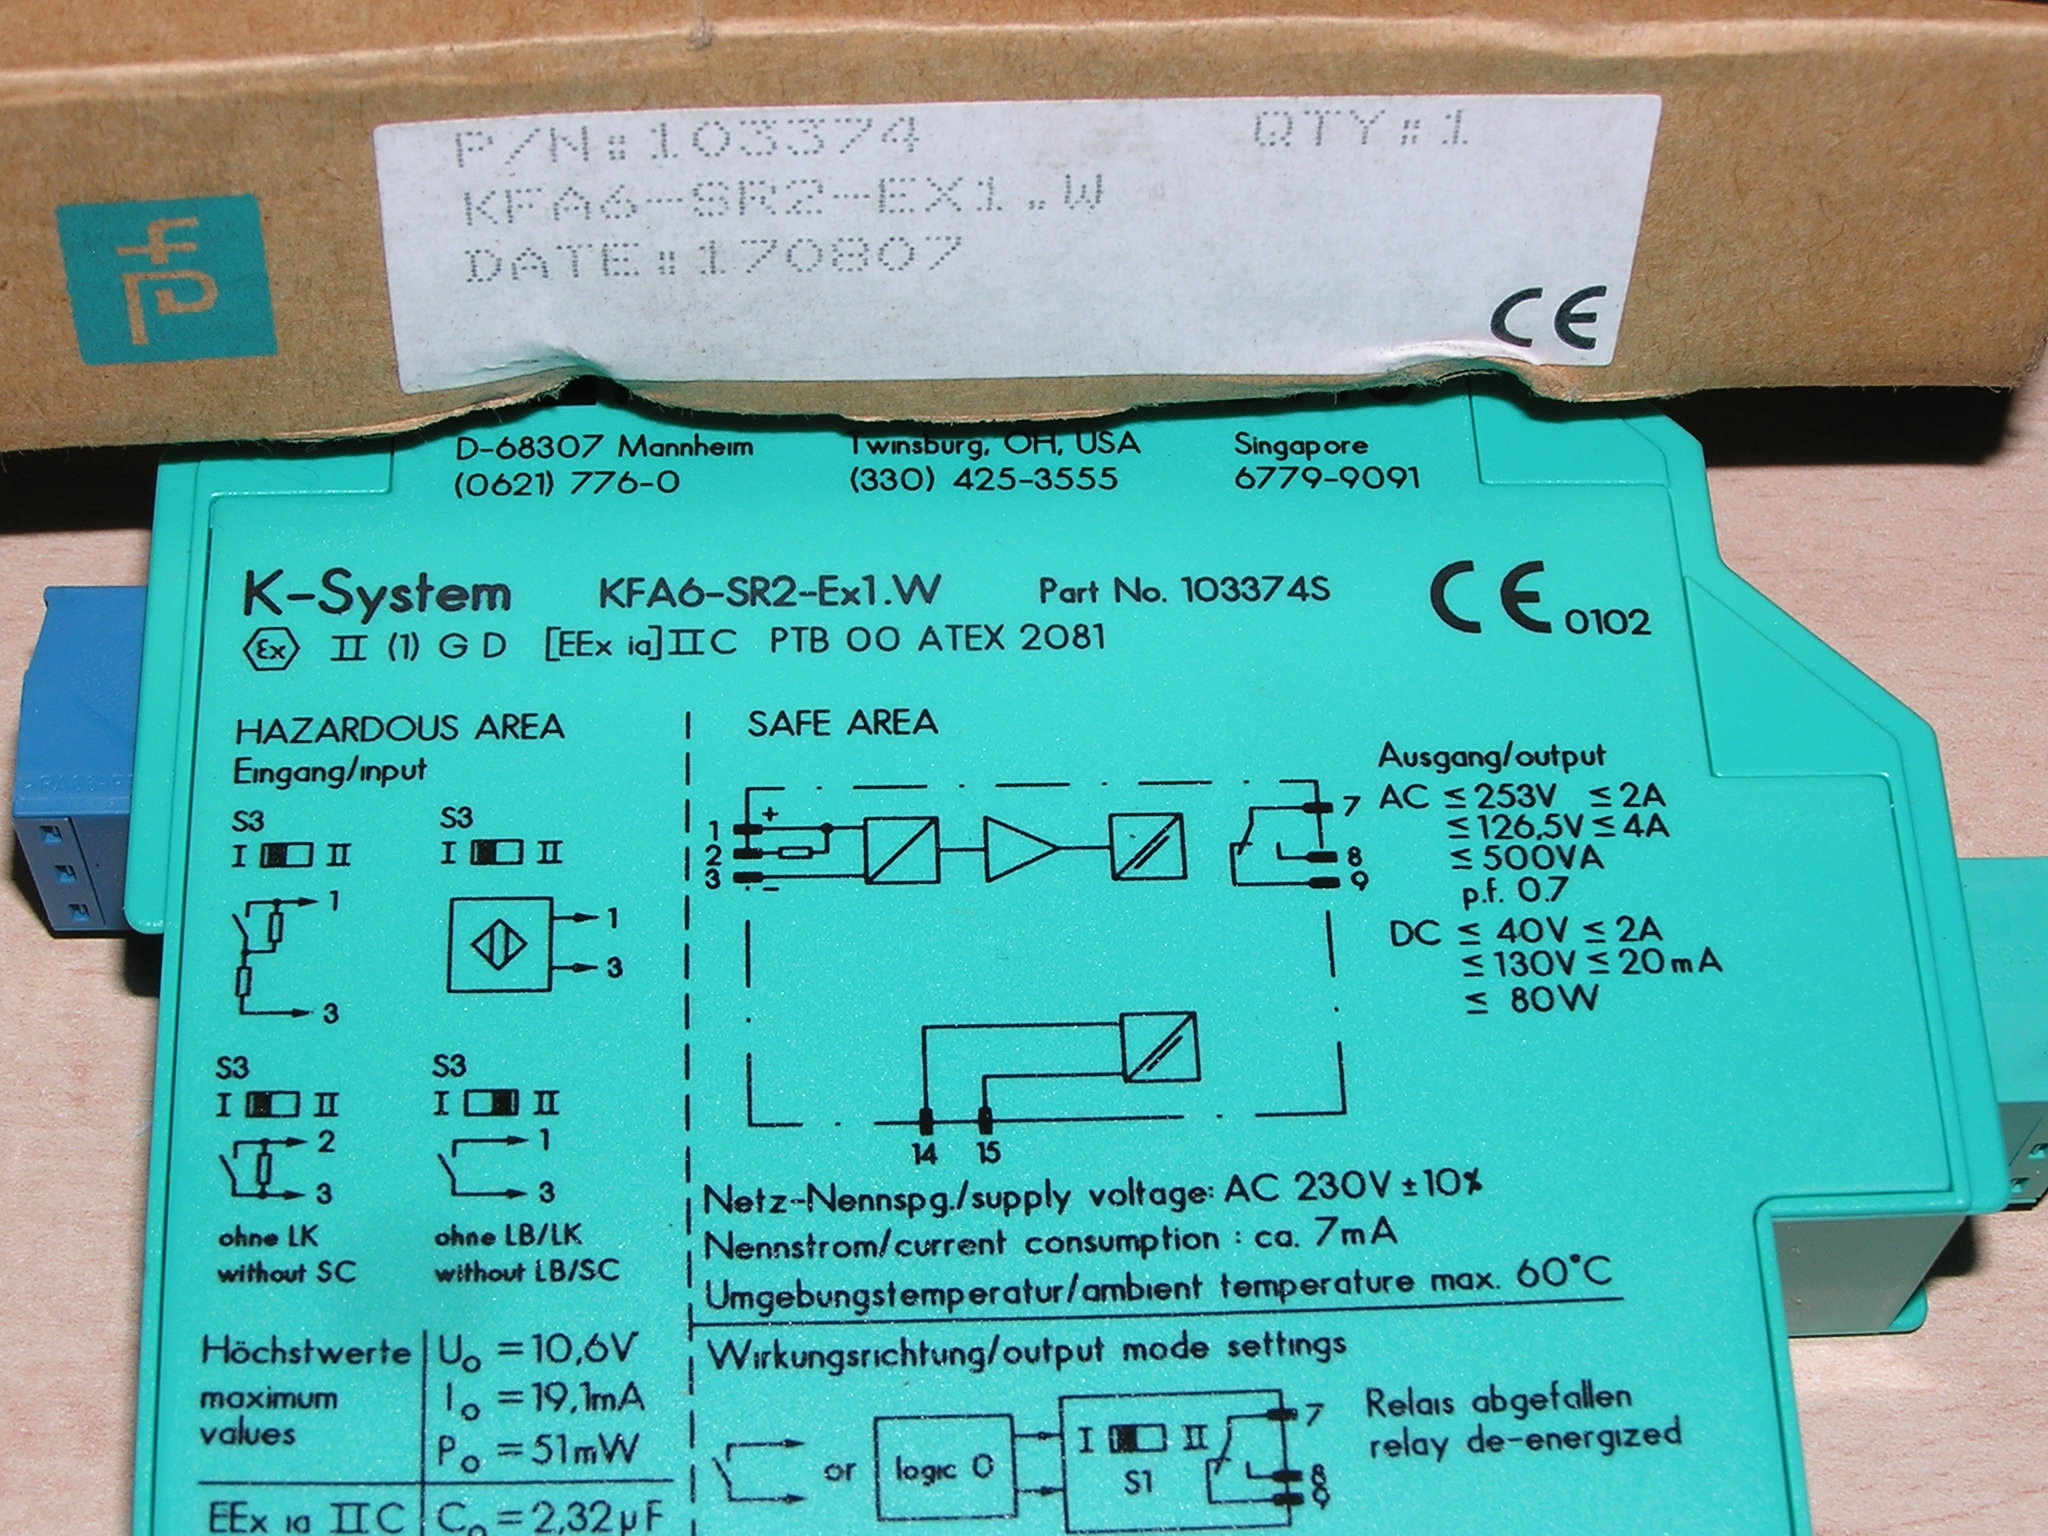 P/N:103374 QTY:1
KFA6-SR2-EX1.W
DATE:170807
CE
D-68307 Mannheim Twinsburg, OH, USA Singapore
(0621) 776-0 (330) 425-3555 6779-9091
K-System KFA6-SR2-Ex1.W Part No. 103374S CE 0102
Ex II (1) G D [EEx ia] II C PTB 00 ATEX 2081
HAZARDOUS AREA
Eingang/input
S3 S3
I II I II
1 1
3 3
S3 S3
I II I II
2 1
3 3
ohne LK ohne LB/LK
without SC without LB/SC
SAFE AREA
1 +
2
3 -
7
8
9
14 15
Ausgang/output
AC ≤ 253V ≤ 2A
≤ 126,5V ≤ 4A
≤ 500VA
p.f. 0.7
DC ≤ 40V ≤ 2A
≤ 130V ≤ 20mA
≤ 80W
Netz-Nennspg./supply voltage: AC 230V ±10%
Nennstrom/current consumption : ca. 7mA
Umgebungstemperatur/ambient temperature max. 60°C
Höchstwerte Uo = 10,6V
maximum Io = 19,1mA
values Po = 51mW
EEx ia II C Co = 2,32µF
Wirkungsrichtung/output mode settings
or logic 0 I II S1 7
8
9
Relais abgefallen
relay de-energized